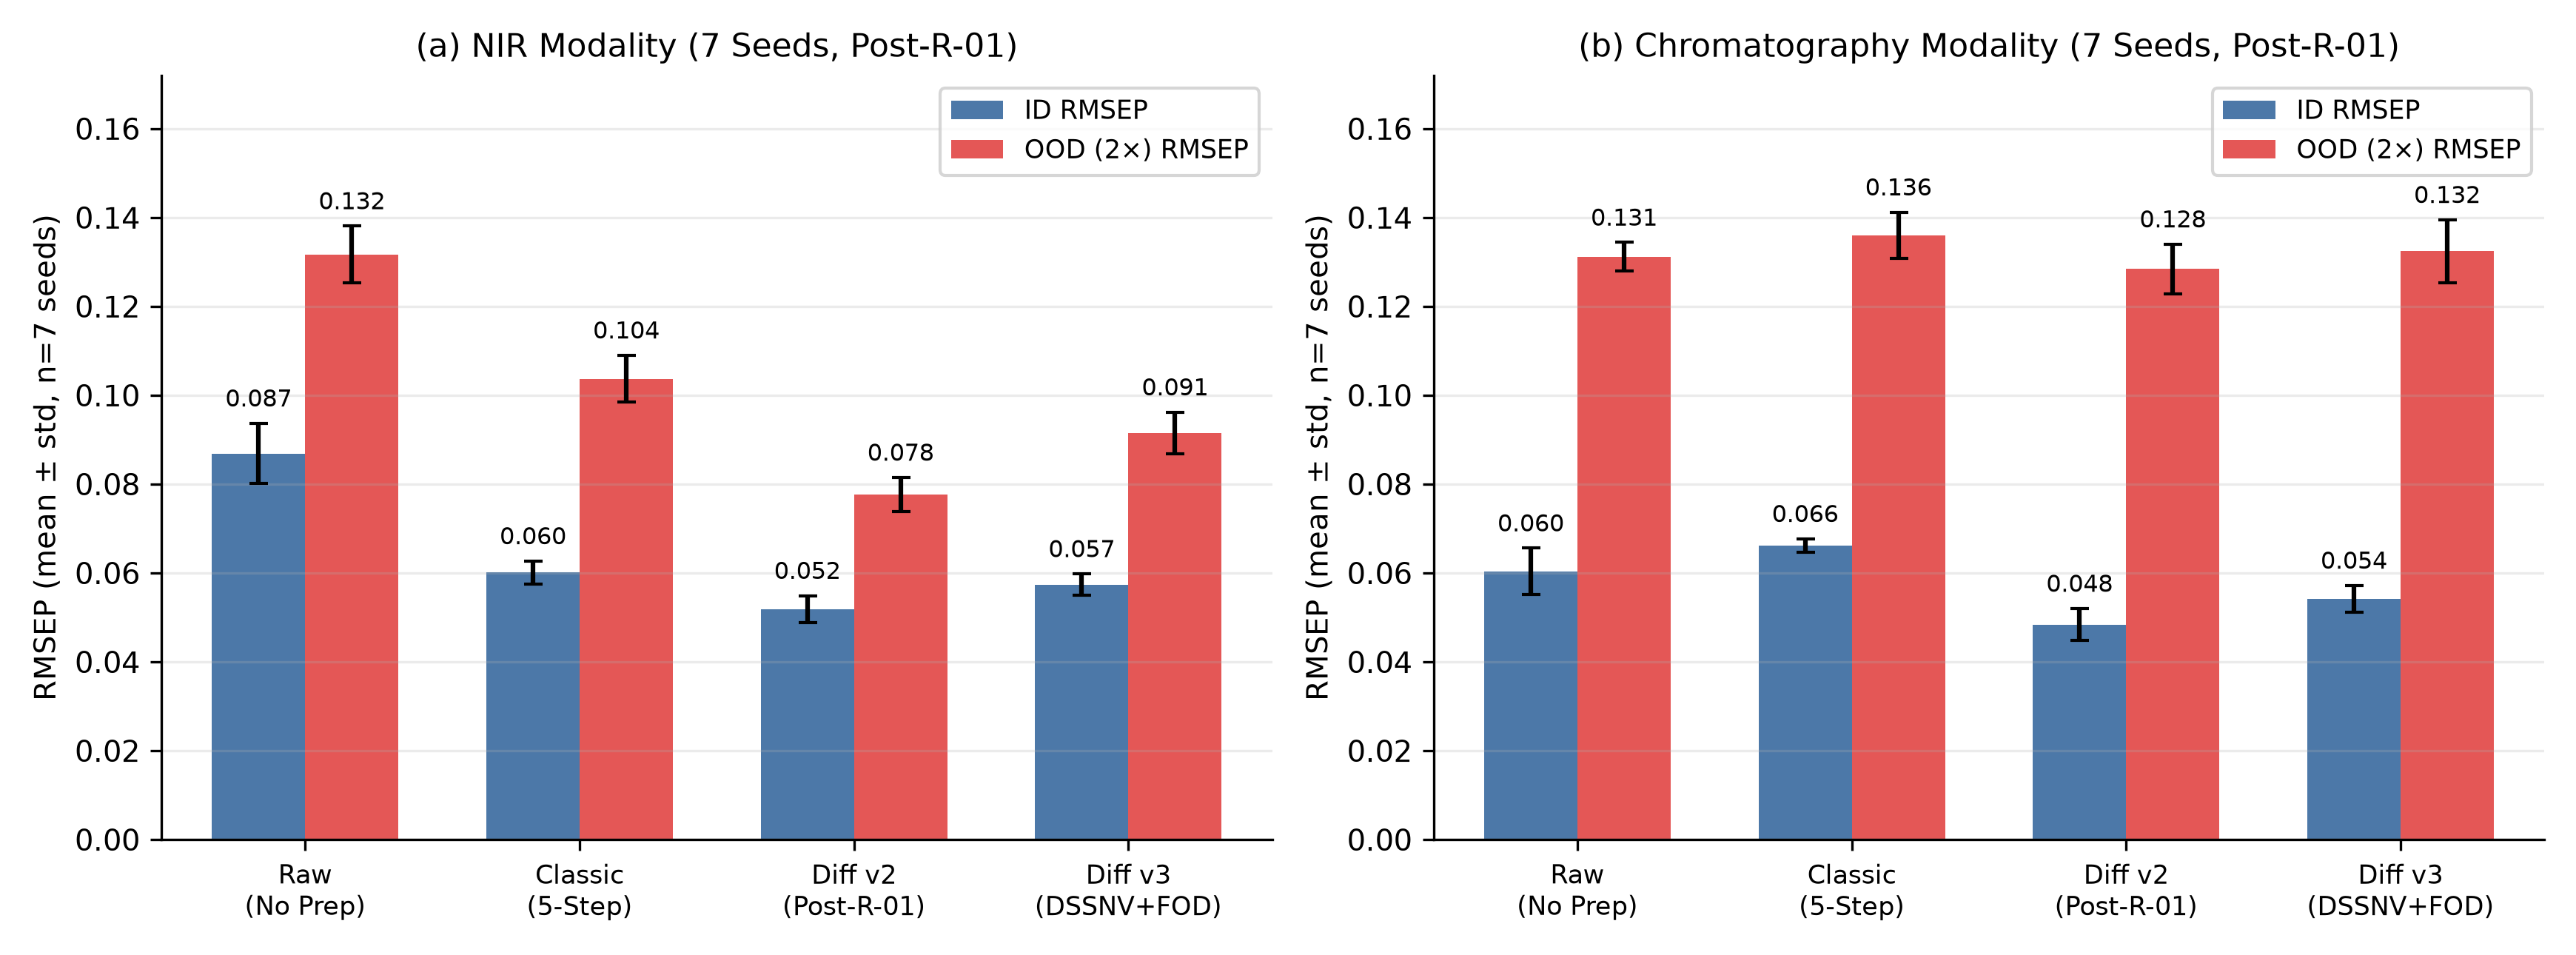 (a) NIR Modality (7 Seeds, Post-R-01)
RMSEP (mean ± std, n=7 seeds)
0.16
0.14
0.12
0.10
0.08
0.06
0.04
0.02
0.00
ID RMSEP
OOD (2×) RMSEP
0.087
0.132
0.060
0.104
0.052
0.078
0.057
0.091
Raw
(No Prep)
Classic
(5-Step)
Diff v2
(Post-R-01)
Diff v3
(DSSNV+FOD)
(b) Chromatography Modality (7 Seeds, Post-R-01)
RMSEP (mean ± std, n=7 seeds)
0.16
0.14
0.12
0.10
0.08
0.06
0.04
0.02
0.00
ID RMSEP
OOD (2×) RMSEP
0.060
0.131
0.066
0.136
0.048
0.128
0.054
0.132
Raw
(No Prep)
Classic
(5-Step)
Diff v2
(Post-R-01)
Diff v3
(DSSNV+FOD)